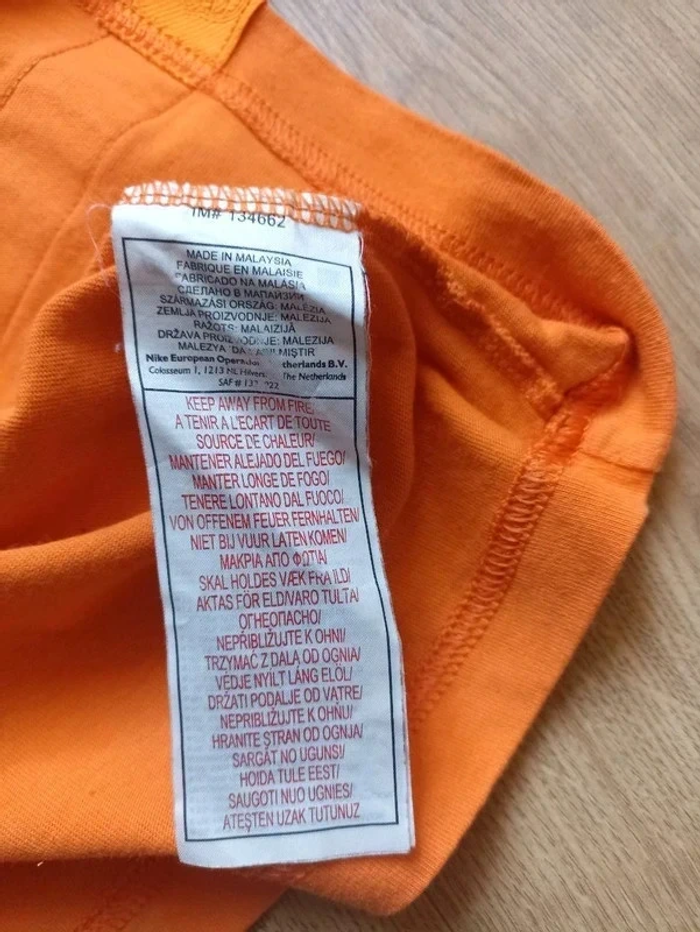 IM# 134662
MADE IN MALAYSIA
FABRIQUE EN MALAISIE
FABRICADO NA MALÁSIA
СДЕЛАНО В МАЛАЙЗИИ
SZÁRMAZÁSI ORSZÁG: MALÉZIA
ZEMLJA PROIZVODNJE: MALEZIJA
RAŽOTS: MALAIZIJĀ
DRŽAVA PROIZVODNJE: MALEZIJA
MALEZYA 'DA
Nike European B.V.
Colosseum 1, 1213 NL The Netherlands
SAF #
KEEP AWAY FROM FIRE/
A TENIR A L'ECART DE TOUTE
SOURCE DE CHALEUR/
MANTENER ALEJADO DEL FUEGO/
MANTER LONGE DE FOGO/
TENERE LONTANO DAL FUOCO/
VON OFFENEM FEUER FERNHALTEN/
NIET BIJ VUUR LATEN KOMEN/
ΜΑΚΡΙΑ ΑΠΟ ΦΩΤΙΑ/
SKAL HOLDES VÆK FRA ILD/
AKTAS FÖR ELD/VARO TULTA/
ОГНЕОПАСНО/
NEPŘIBLIŽUJTE K OHNI/
TRZYMAĆ Z DALA OD OGNIA/
VÉDJE NYÍLT LÁNG ELÖL/
DRŽATI PODALJE OD VATRE/
NEPRIBLIŽUJTE K OHŇU/
HRANITE STRAN OD OGNJA/
SARGĀT NO UGUNS!/
HOIDA TULE EEST/
SAUGOTI NUO UGNIES/
ATEŞTEN UZAK TUTUNUZ